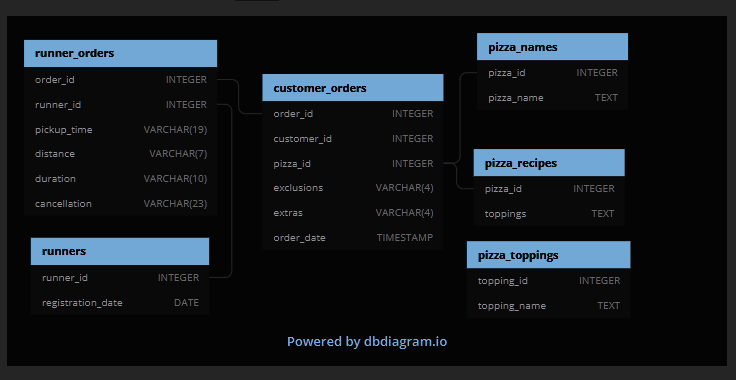 runner_orders
order_id INTEGER
runner_id INTEGER
pickup_time VARCHAR(19)
distance VARCHAR(7)
duration VARCHAR(10)
cancellation VARCHAR(23)
runners
runner_id INTEGER
registration_date DATE
customer_orders
order_id INTEGER
customer_id INTEGER
pizza_id INTEGER
exclusions VARCHAR(4)
extras VARCHAR(4)
order_date TIMESTAMP
pizza_names
pizza_id INTEGER
pizza_name TEXT
pizza_recipes
pizza_id INTEGER
toppings TEXT
pizza_toppings
topping_id INTEGER
topping_name TEXT
Powered by dbdiagram.io